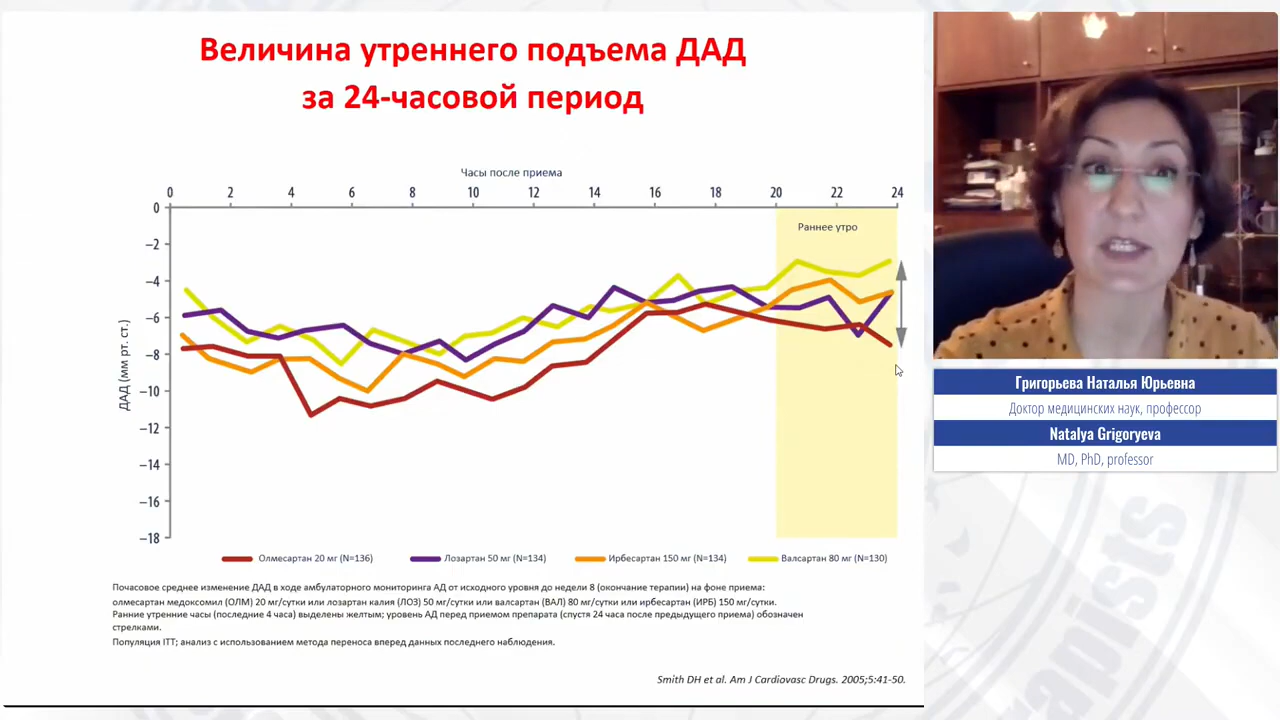 Величина утреннего подъема ДАД
за 24-часовой период
Часы после приема
0 2 4 6 8 10 12 14 16 18 20 22 24
Раннее утро
ДАД (мм рт. ст.)
0
−2
−4
−6
−8
−10
−12
−14
−16
−18
Олмесартан 20 мг (N=136) Лозартан 50 мг (N=134) Ирбесартан 150 мг (N=134) Валсартан 80 мг (N=130)
Почасовое среднее изменение ДАД в ходе амбулаторного мониторинга АД от исходного уровня до недели 8 (окончание терапии) на фоне приема:
олмесартан медоксомил (ОЛМ) 20 мг/сутки или лозартан калия (ЛОЗ) 50 мг/сутки или валсартан (ВАЛ) 80 мг/сутки или ирбесартан (ИРБ) 150 мг/сутки.
Ранние утренние часы (последние 4 часа) выделены желтым; уровень АД перед приемом препарата (спустя 24 часа после предыдущего приема) обозначен
стрелками.
Популяция ITT; анализ с использованием метода переноса вперед данных последнего наблюдения.
Smith DH et al. Am J Cardiovasc Drugs. 2005;5:41-50.
Григорьева Наталья Юрьевна
Доктор медицинских наук, профессор
Natalya Grigoryeva
MD, PhD, professor